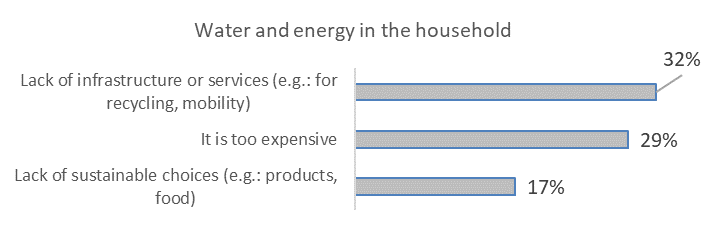 Water and energy in the household
32%
Lack of infrastructure or services (e.g.: for
recycling, mobility)
It is too expensive
29%
Lack of sustainable choices (e.g.: products,
food)
17%